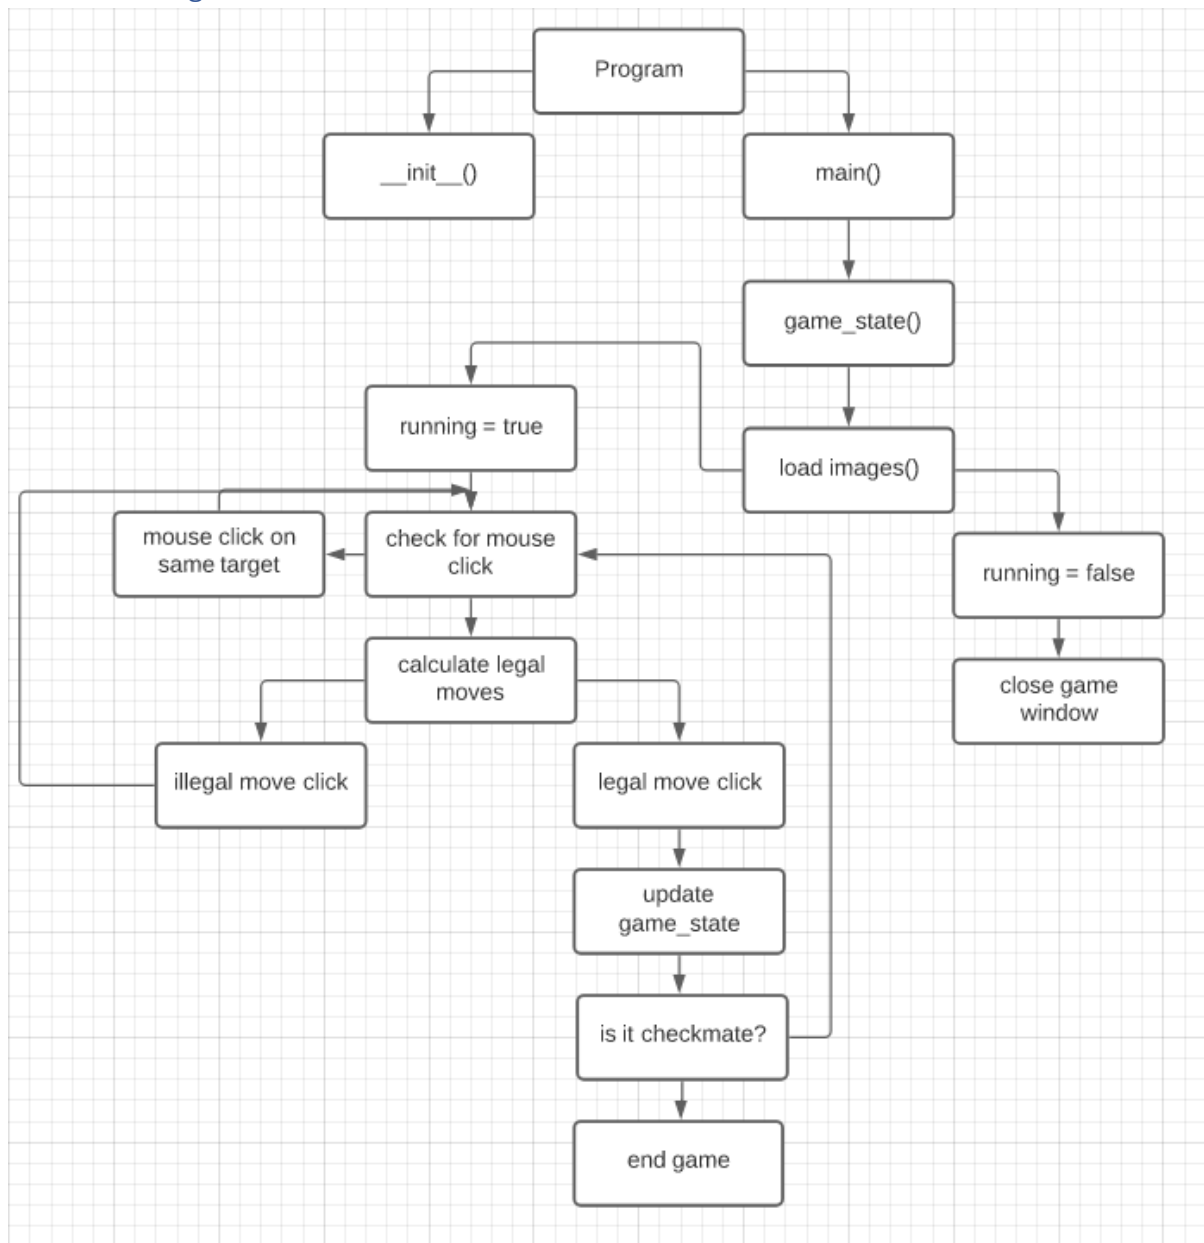 Program
__init__()
main()
game_state()
running = true
load images()
mouse click on
same target
check for mouse
click
running = false
calculate legal
moves
close game
window
illegal move click
legal move click
update
game_state
is it checkmate?
end game